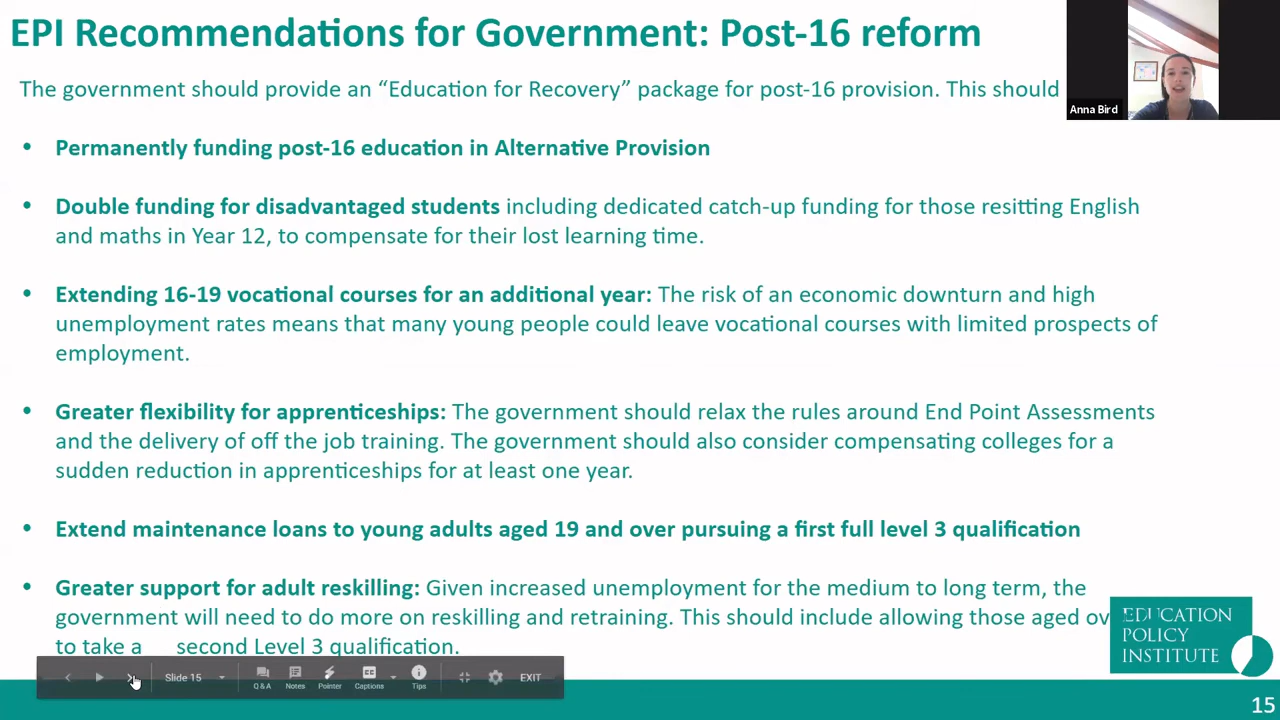 EPI Recommendations for Government: Post-16 reform
The government should provide an “Education for Recovery” package for post-16 provision. This should
Anna Bird
• Permanently funding post-16 education in Alternative Provision
• Double funding for disadvantaged students including dedicated catch-up funding for those resitting English
and maths in Year 12, to compensate for their lost learning time.
• Extending 16-19 vocational courses for an additional year: The risk of an economic downturn and high
unemployment rates means that many young people could leave vocational courses with limited prospects of
employment.
• Greater flexibility for apprenticeships: The government should relax the rules around End Point Assessments
and the delivery of off the job training. The government should also consider compensating colleges for a
sudden reduction in apprenticeships for at least one year.
• Extend maintenance loans to young adults aged 19 and over pursuing a first full level 3 qualification
• Greater support for adult reskilling: Given increased unemployment for the medium to long term, the
government will need to do more on reskilling and retraining. This should include allowing those aged
to take a second Level 3 qualification.
EDUCATION
POLICY
INSTITUTE
Slide 15
Q & A
Notes
Pointer
Captions
Tips
EXIT
15